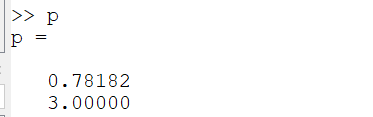 >> p
p =
0.78182
3.00000